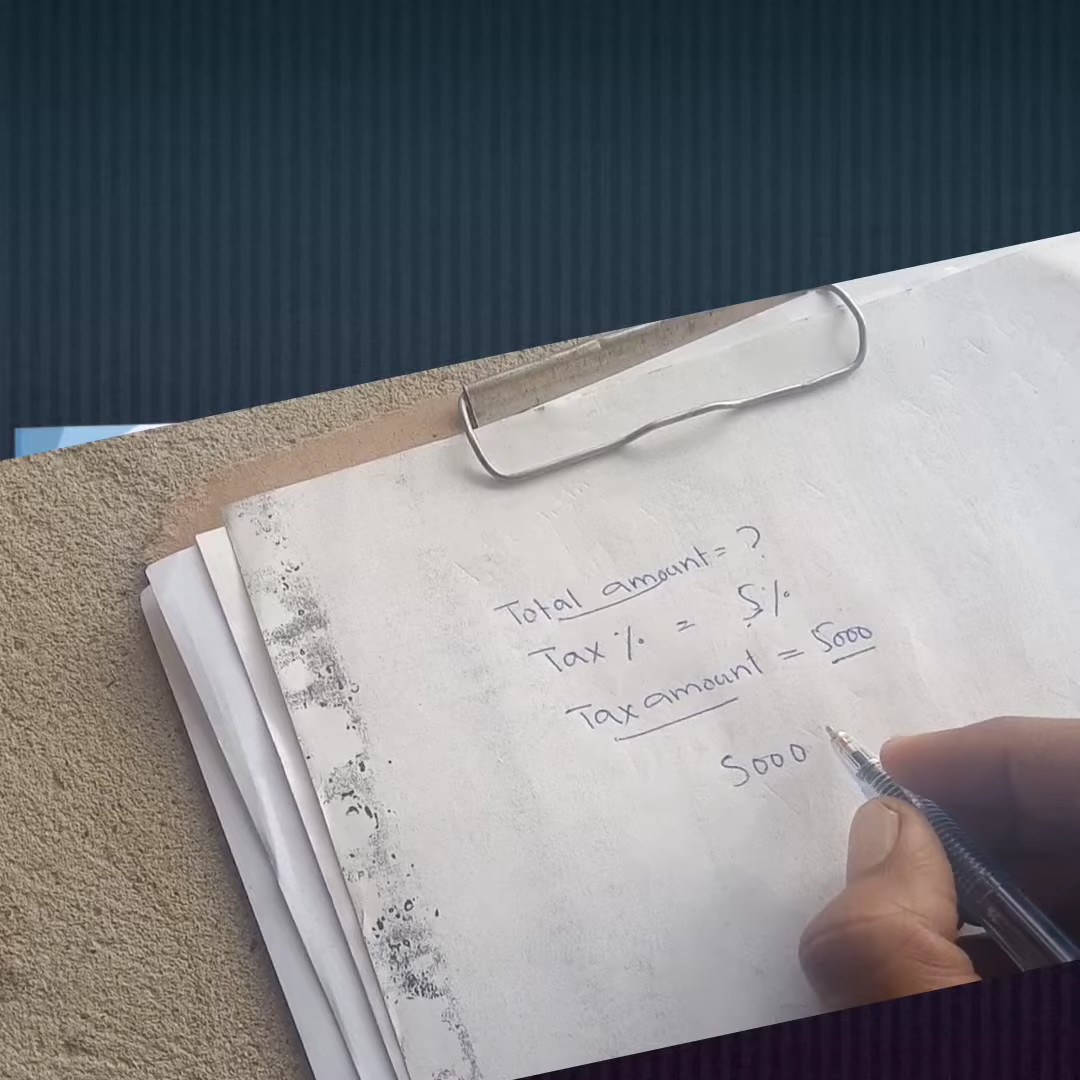 Total amount = ?
Tax % = 5%
Tax amount = 5000
5000